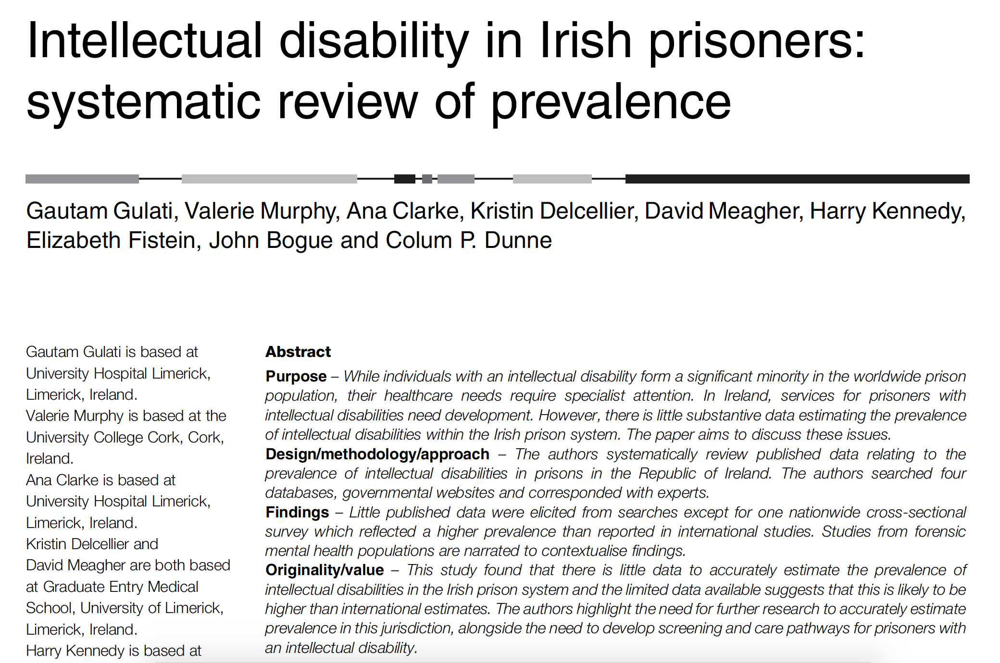 Intellectual disability in Irish prisoners:
systematic review of prevalence
Gautam Gulati, Valerie Murphy, Ana Clarke, Kristin Delcellier, David Meagher, Harry Kennedy,
Elizabeth Fistein, John Bogue and Colum P. Dunne
Gautam Gulati is based at
University Hospital Limerick,
Limerick, Ireland.
Valerie Murphy is based at the
University College Cork, Cork,
Ireland.
Ana Clarke is based at
University Hospital Limerick,
Limerick, Ireland.
Kristin Delcellier and
David Meagher are both based
at Graduate Entry Medical
School, University of Limerick,
Limerick, Ireland.
Harry Kennedy is based at
Abstract
Purpose – While individuals with an intellectual disability form a significant minority in the worldwide prison
population, their healthcare needs require specialist attention. In Ireland, services for prisoners with
intellectual disabilities need development. However, there is little substantive data estimating the prevalence
of intellectual disabilities within the Irish prison system. The paper aims to discuss these issues.
Design/methodology/approach – The authors systematically review published data relating to the
prevalence of intellectual disabilities in prisons in the Republic of Ireland. The authors searched four
databases, governmental websites and corresponded with experts.
Findings – Little published data were elicited from searches except for one nationwide cross-sectional
survey which reflected a higher prevalence than reported in international studies. Studies from forensic
mental health populations are narrated to contextualise findings.
Originality/value – This study found that there is little data to accurately estimate the prevalence of
intellectual disabilities in the Irish prison system and the limited data available suggests that this is likely to be
higher than international estimates. The authors highlight the need for further research to accurately estimate
prevalence in this jurisdiction, alongside the need to develop screening and care pathways for prisoners with
an intellectual disability.